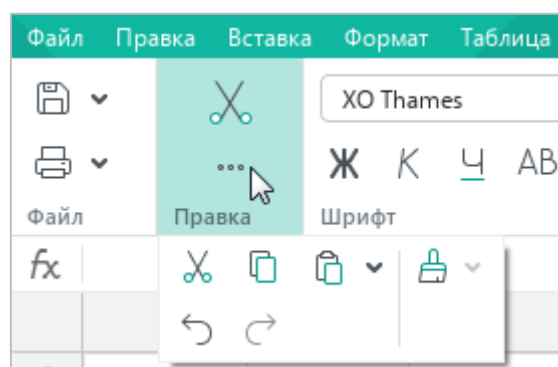 Файл Правка Вставка Формат Таблица
XO Thames
Ж К Ч АВ
Файл Правка Шрифт
fx